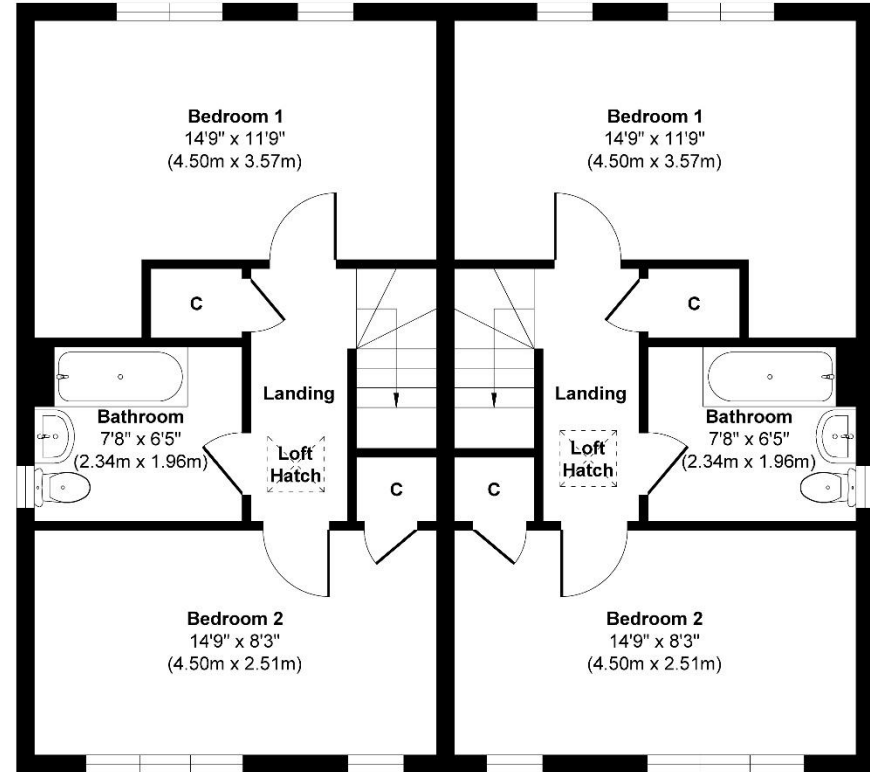 Bedroom 1
14'9" x 11'9"
(4.50m x 3.57m)
Bedroom 1
14'9" x 11'9"
(4.50m x 3.57m)
C
C
Landing
Landing
Bathroom
7'8" x 6'5"
(2.34m x 1.96m)
Bathroom
7'8" x 6'5"
(2.34m x 1.96m)
Loft
Hatch
Loft
Hatch
C
C
Bedroom 2
14'9" x 8'3"
(4.50m x 2.51m)
Bedroom 2
14'9" x 8'3"
(4.50m x 2.51m)